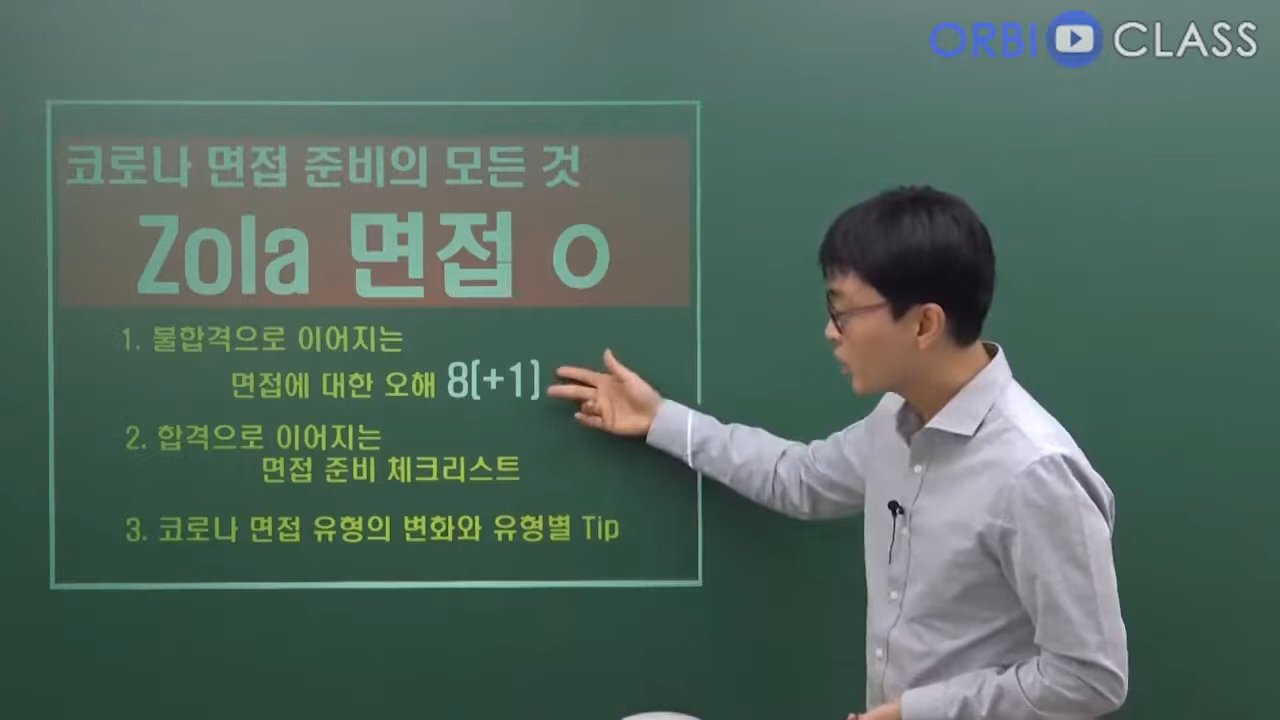 ORBI CLASS
코로나 면접 준비의 모든 것
Zola 면접 O
1. 불합격으로 이어지는
면접에 대한 오해 8(+1)
2. 합격으로 이어지는
면접 준비 체크리스트
3. 코로나 면접 유형의 변화와 유형별 Tip